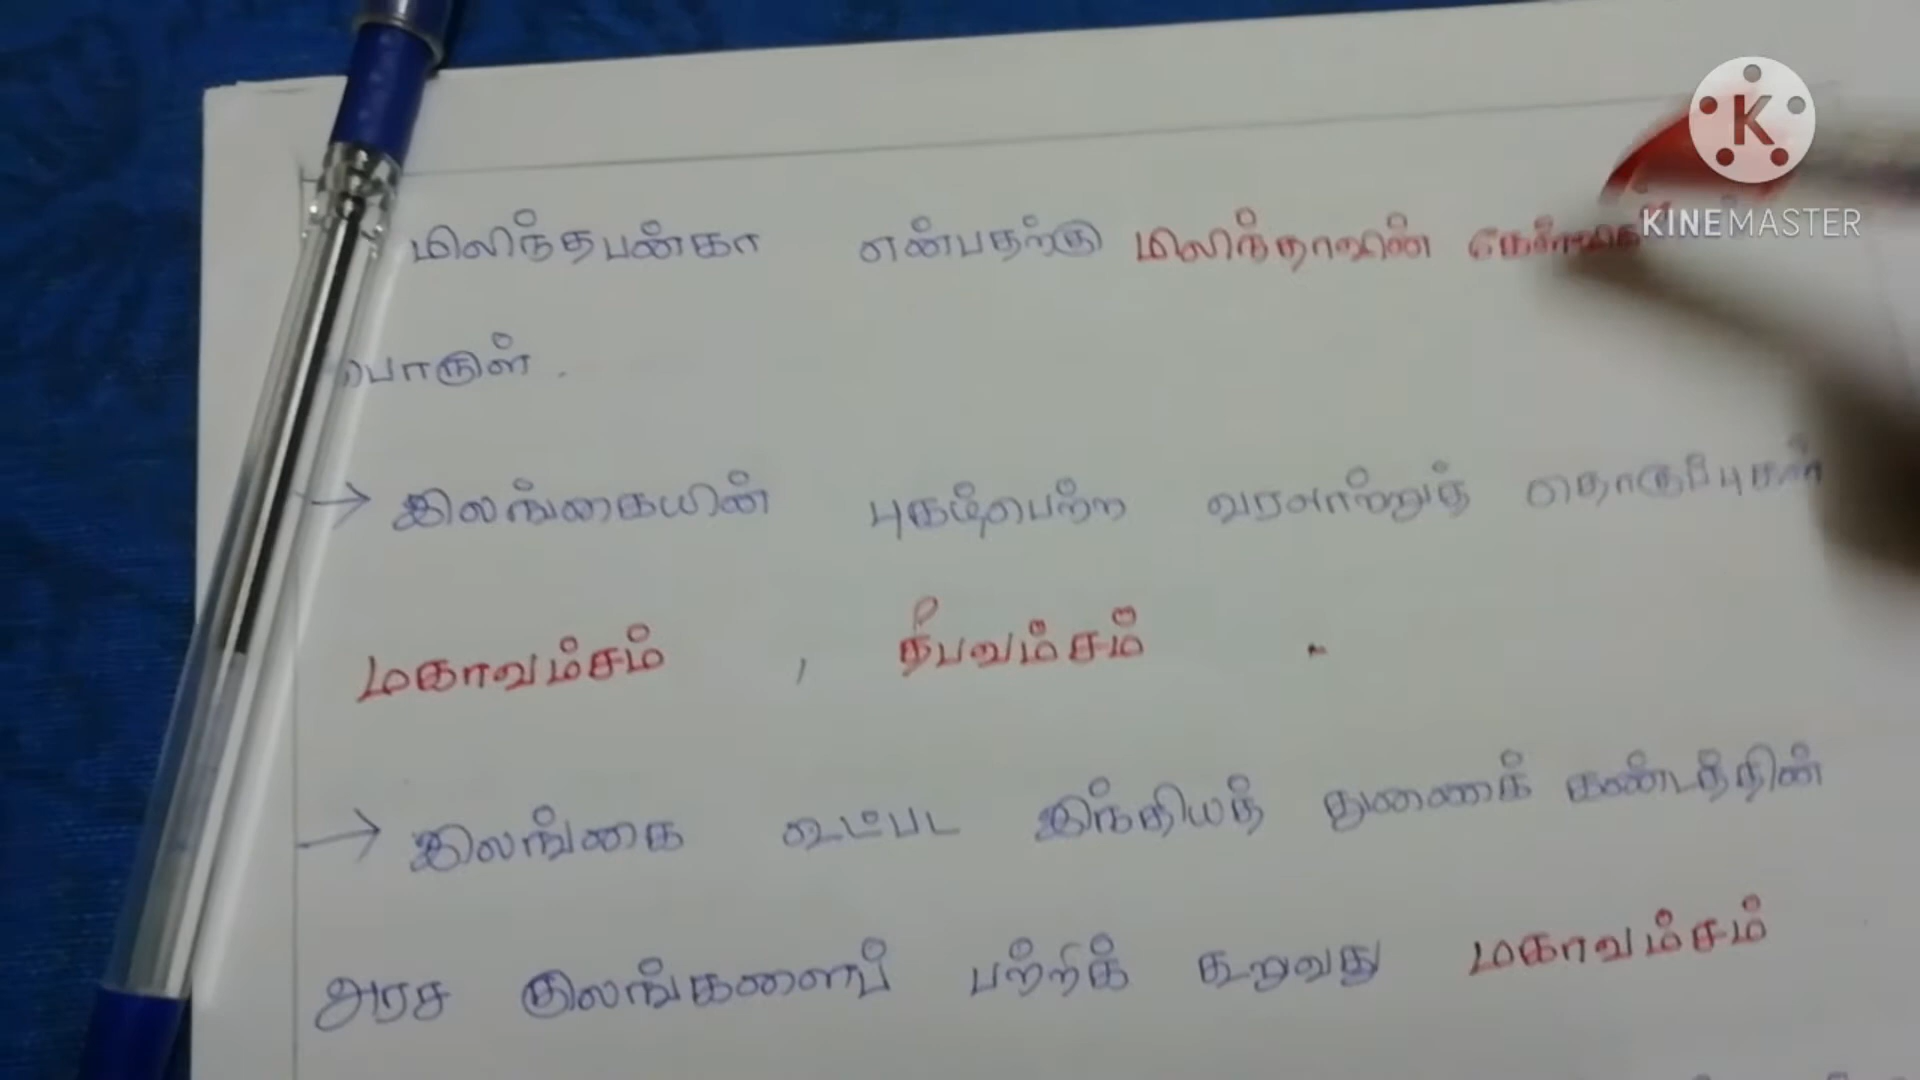 மிலிந்தபன்கா என்பதற்கு மிலிந்தாவின்
பொருள்.
→ இலங்கையின் புகழ்பெற்ற வரலாற்றுத் தொகுப்புகள்
மகாவம்சம் , தீபவம்சம் .
→ இலங்கை உட்பட இந்தியத் துணைக் கண்டத்தின்
அரச குலங்களைப் பற்றிக் கூறுவது மகாவம்சம்
K
KINEMASTER